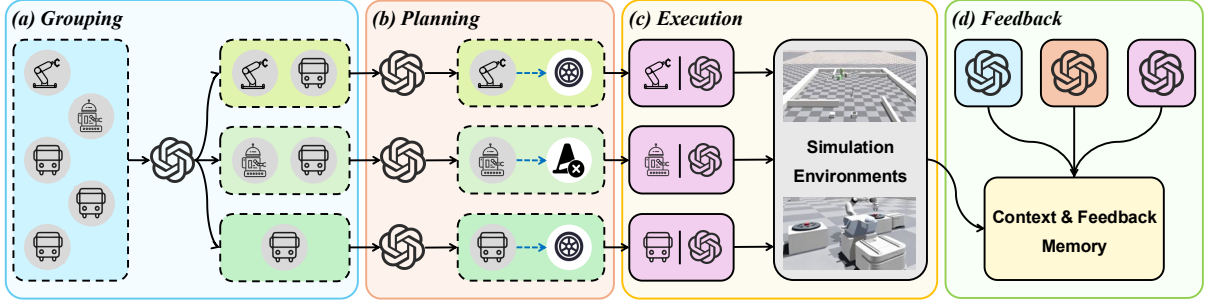 (a) Grouping
(b) Planning
(c) Execution
(d) Feedback
Simulation
Environments
Context & Feedback
Memory